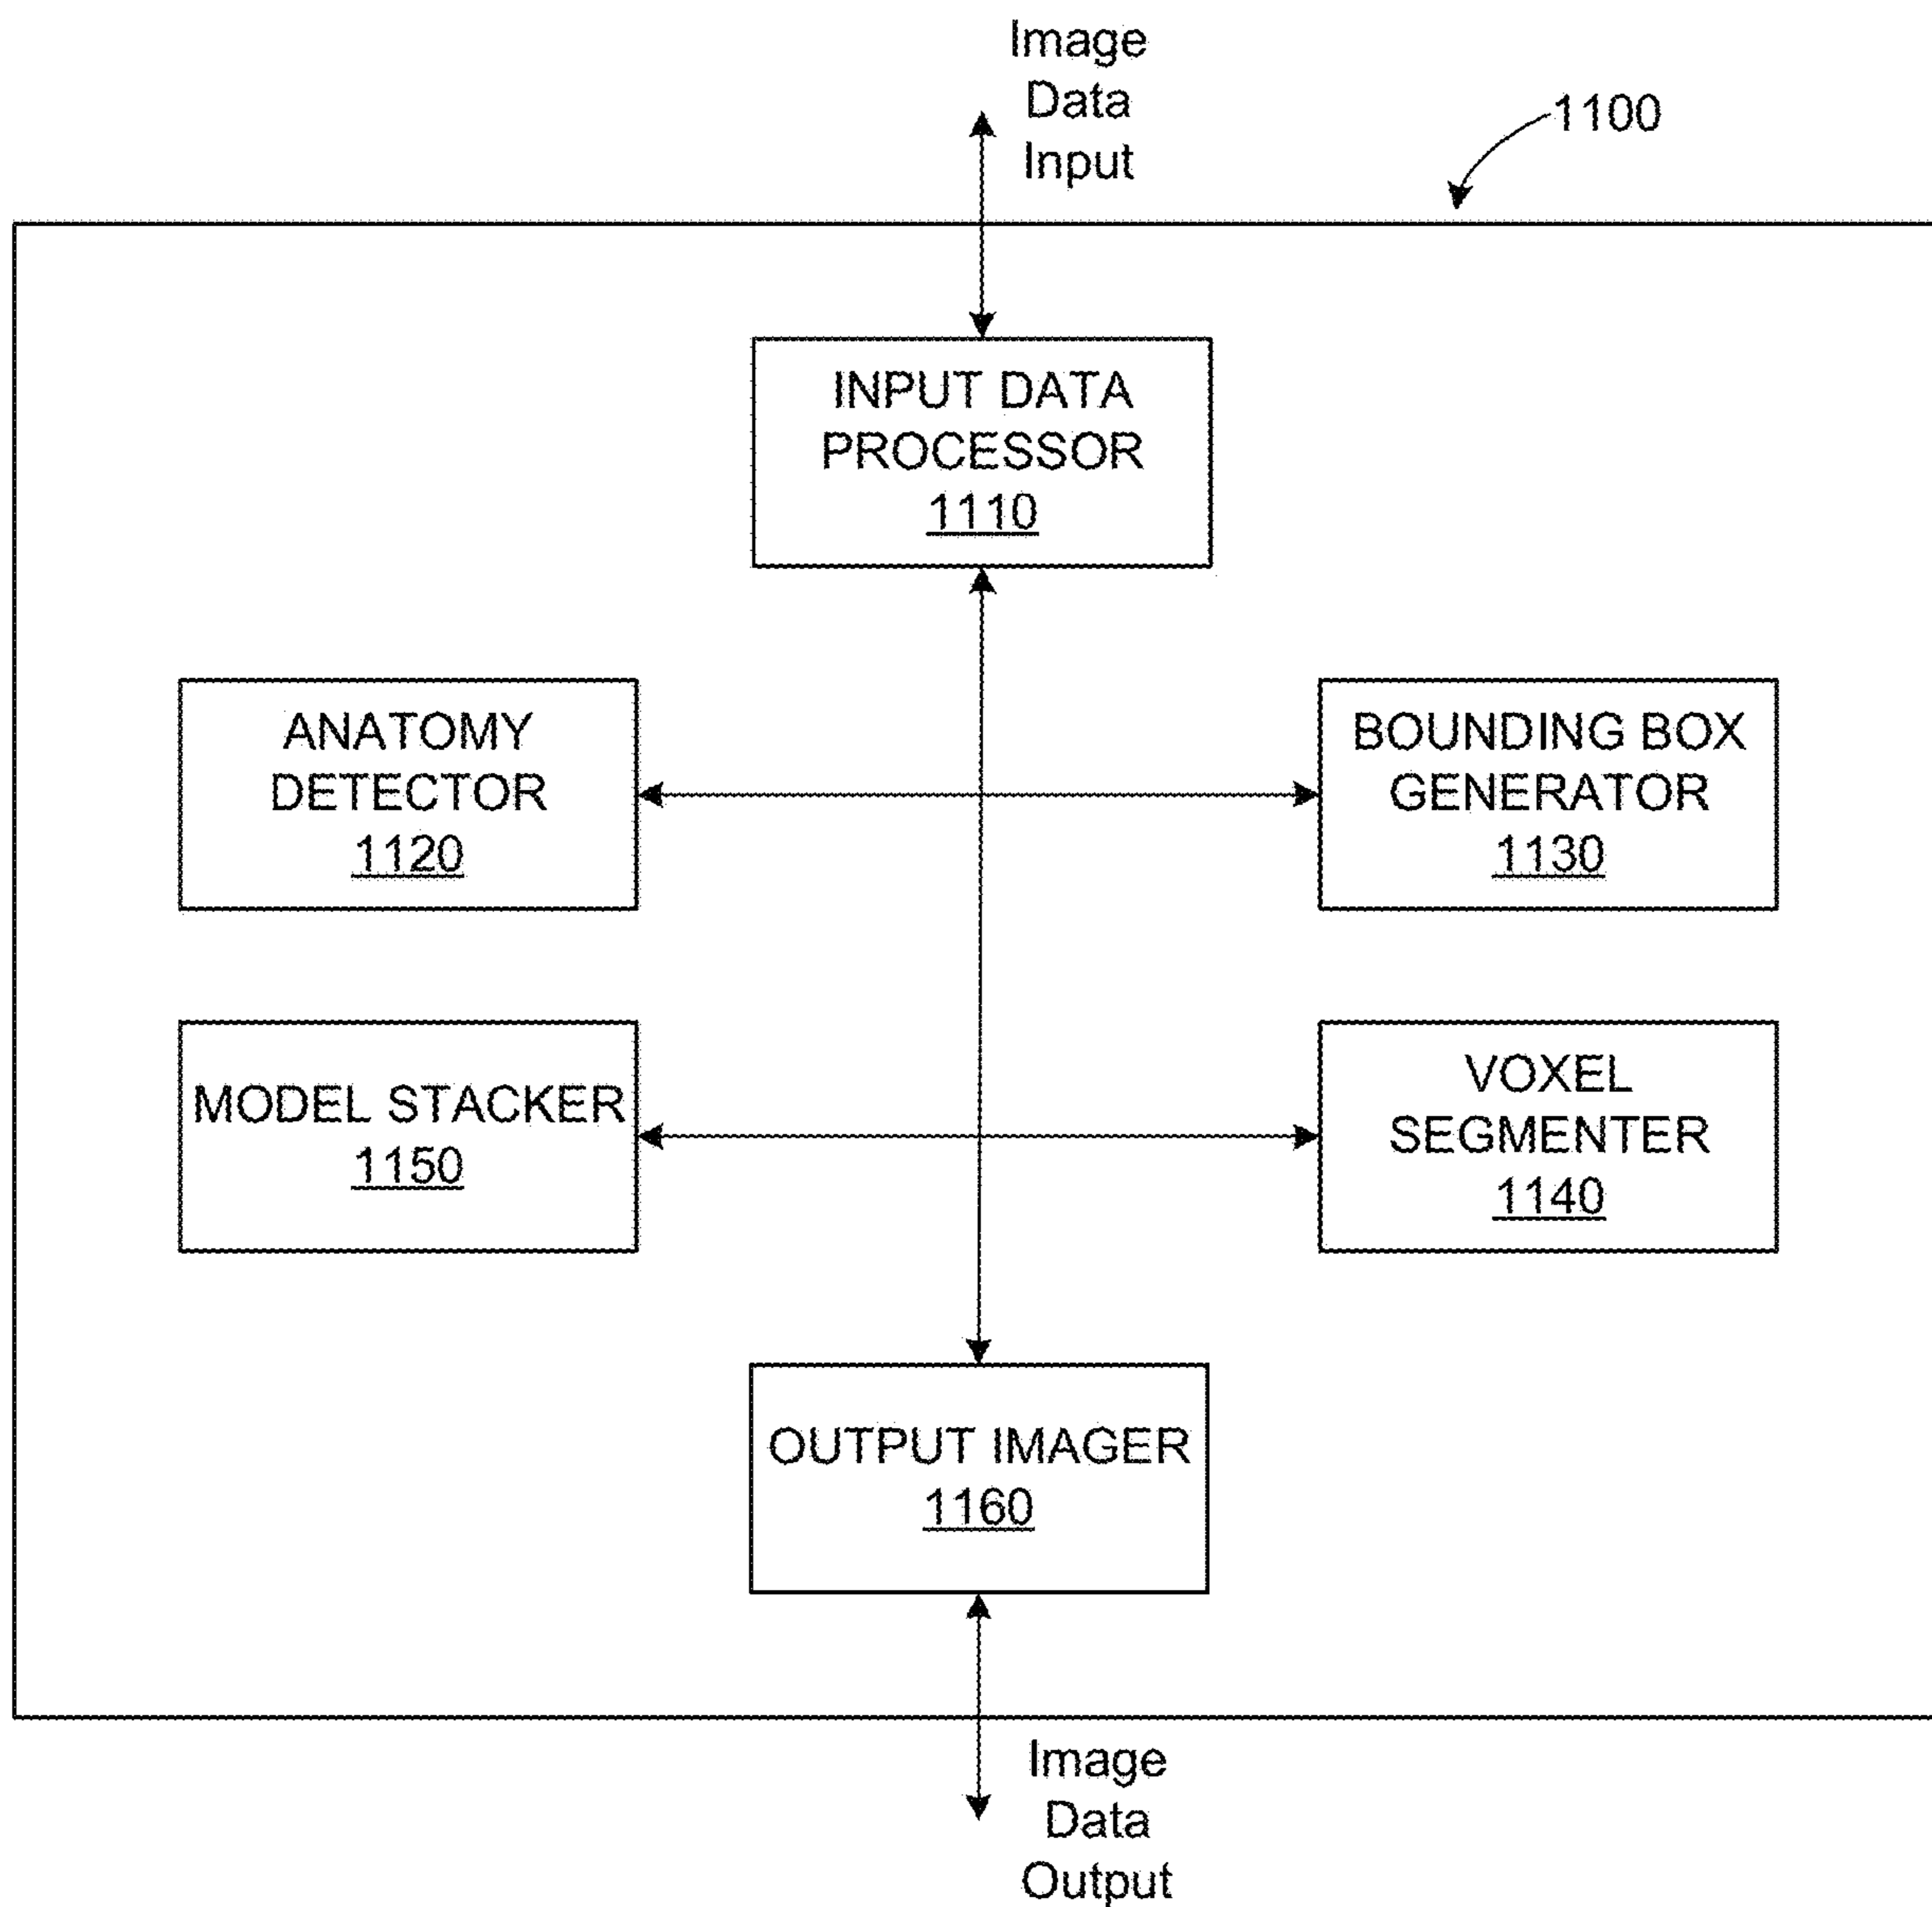 Image
Data
Input
1100
INPUT DATA
PROCESSOR
1110
ANATOMY
DETECTOR
1120
BOUNDING BOX
GENERATOR
1130
MODEL STACKER
1150
VOXEL
SEGMENTER
1140
OUTPUT IMAGER
1160
Image
Data
Output